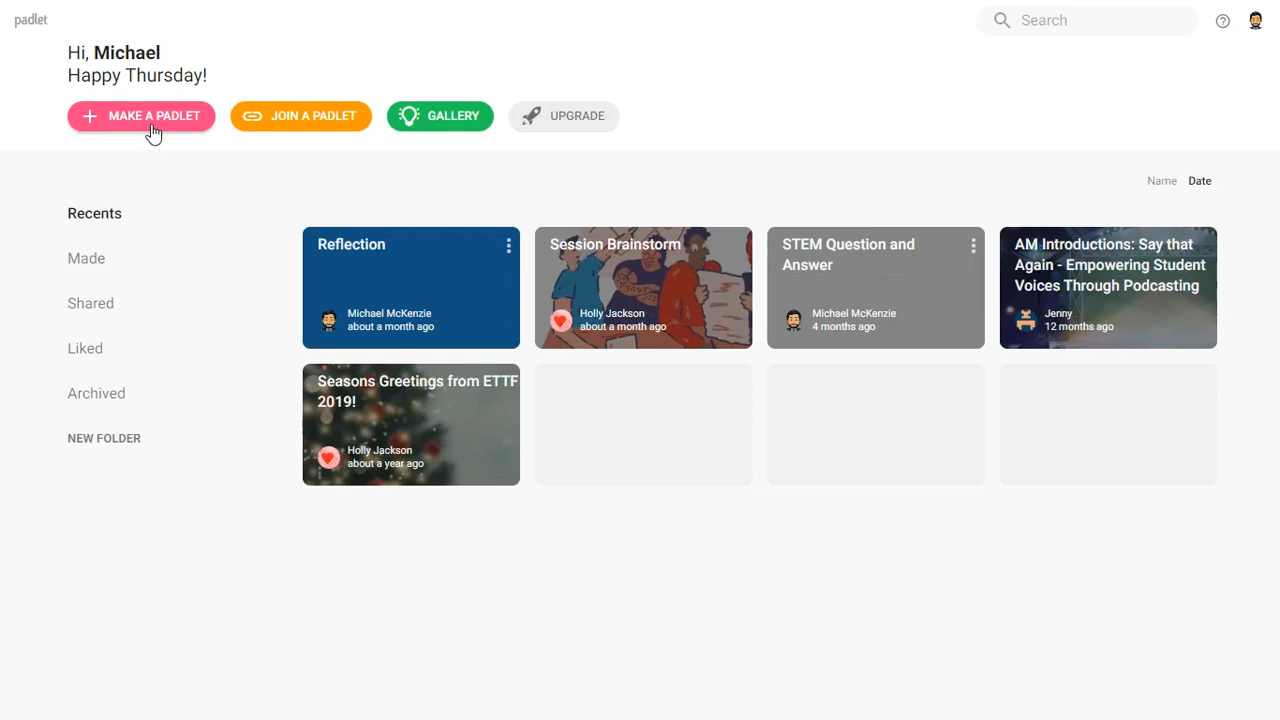 padlet
Search
Hi, Michael
Happy Thursday!
MAKE A PADLET
JOIN A PADLET
GALLERY
UPGRADE
Name Date
Recents
Made
Shared
Liked
Archived
NEW FOLDER
Reflection
Michael McKenzie
about a month ago
Session Brainstorm
Holly Jackson
about a month ago
STEM Question and
Answer
Michael McKenzie
4 months ago
AM Introductions: Say that
Again - Empowering Student
Voices Through Podcasting
Jenny
12 months ago
Seasons Greetings from ETTF
2019!
Holly Jackson
about a year ago